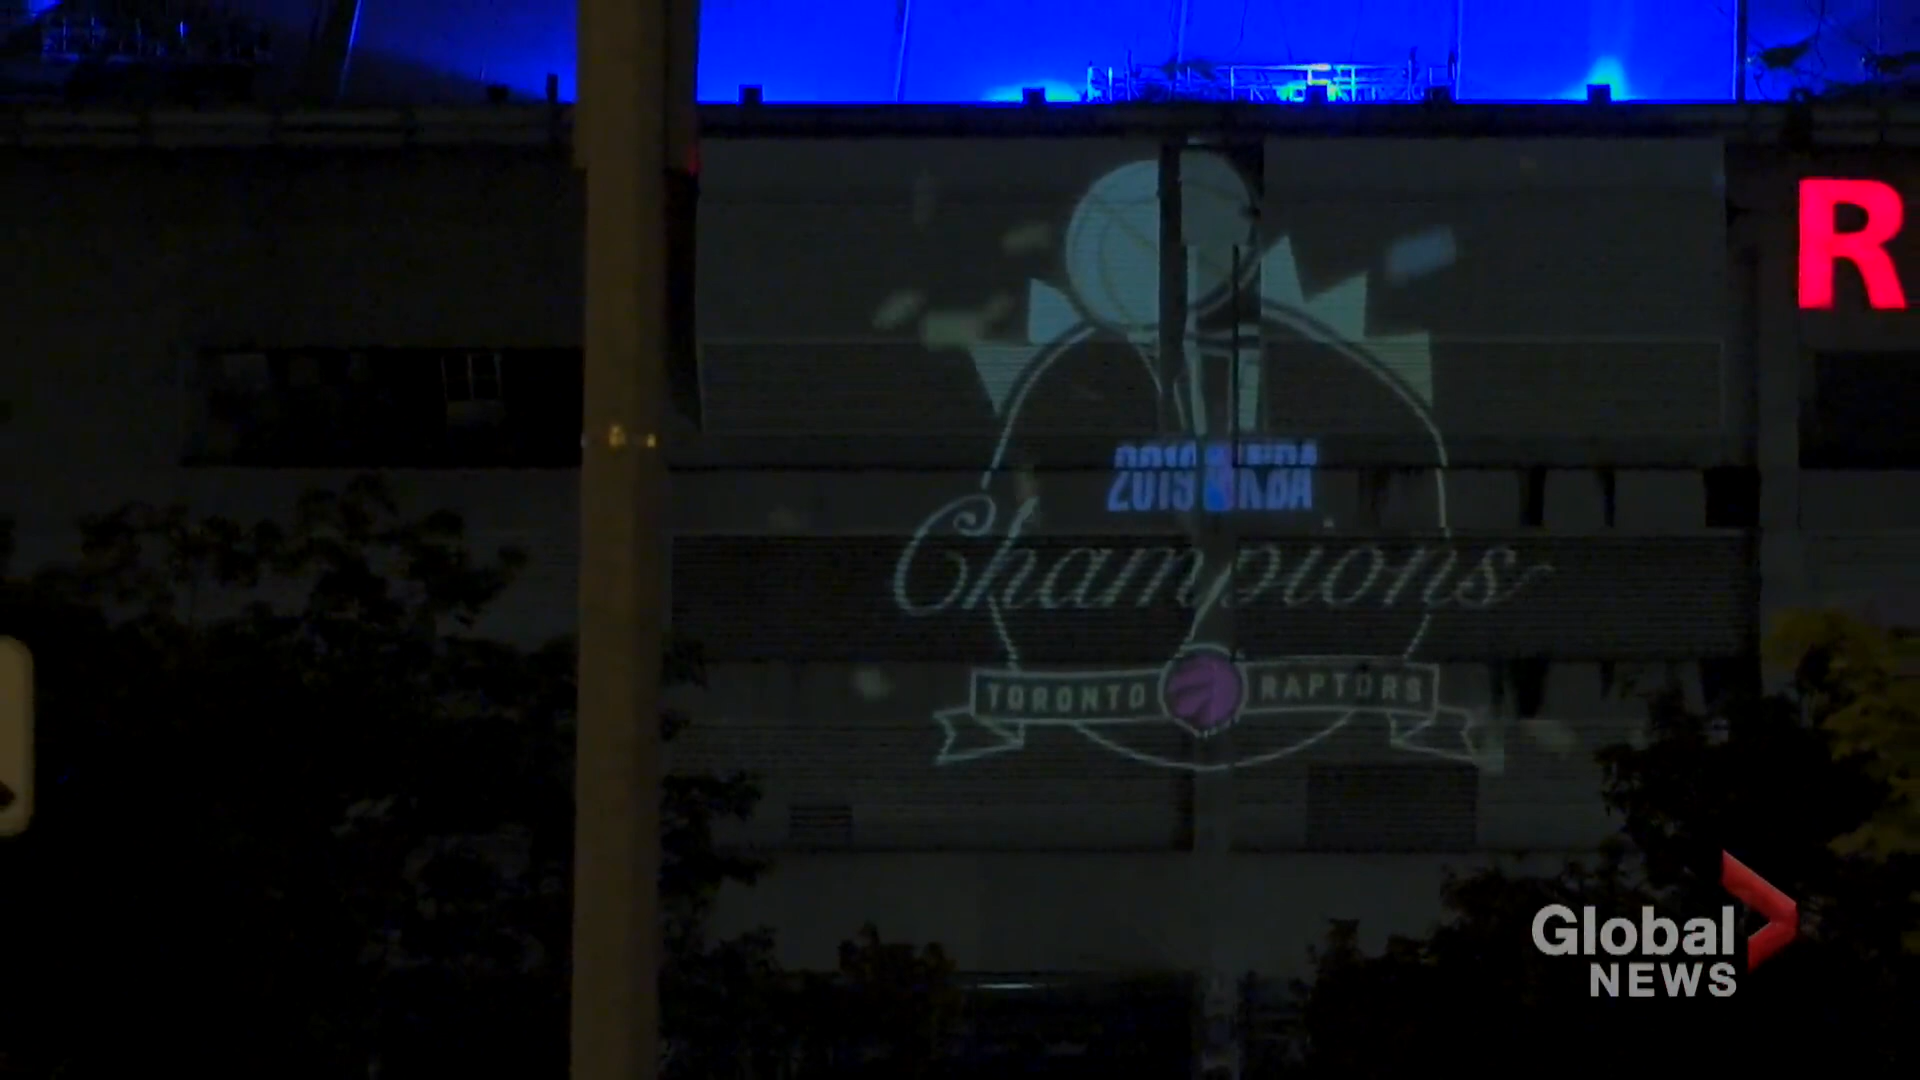 R
2019 NBA
Champions
TORONTO RAPTORS
Global
NEWS